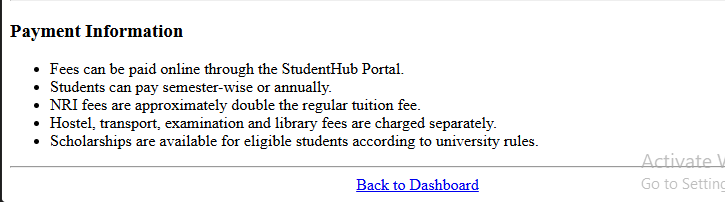 Payment Information
Fees can be paid online through the StudentHub Portal.
Students can pay semester-wise or annually.
NRI fees are approximately double the regular tuition fee.
Hostel, transport, examination and library fees are charged separately.
Scholarships are available for eligible students according to university rules.
Activate
Back to Dashboard
Go to Setting